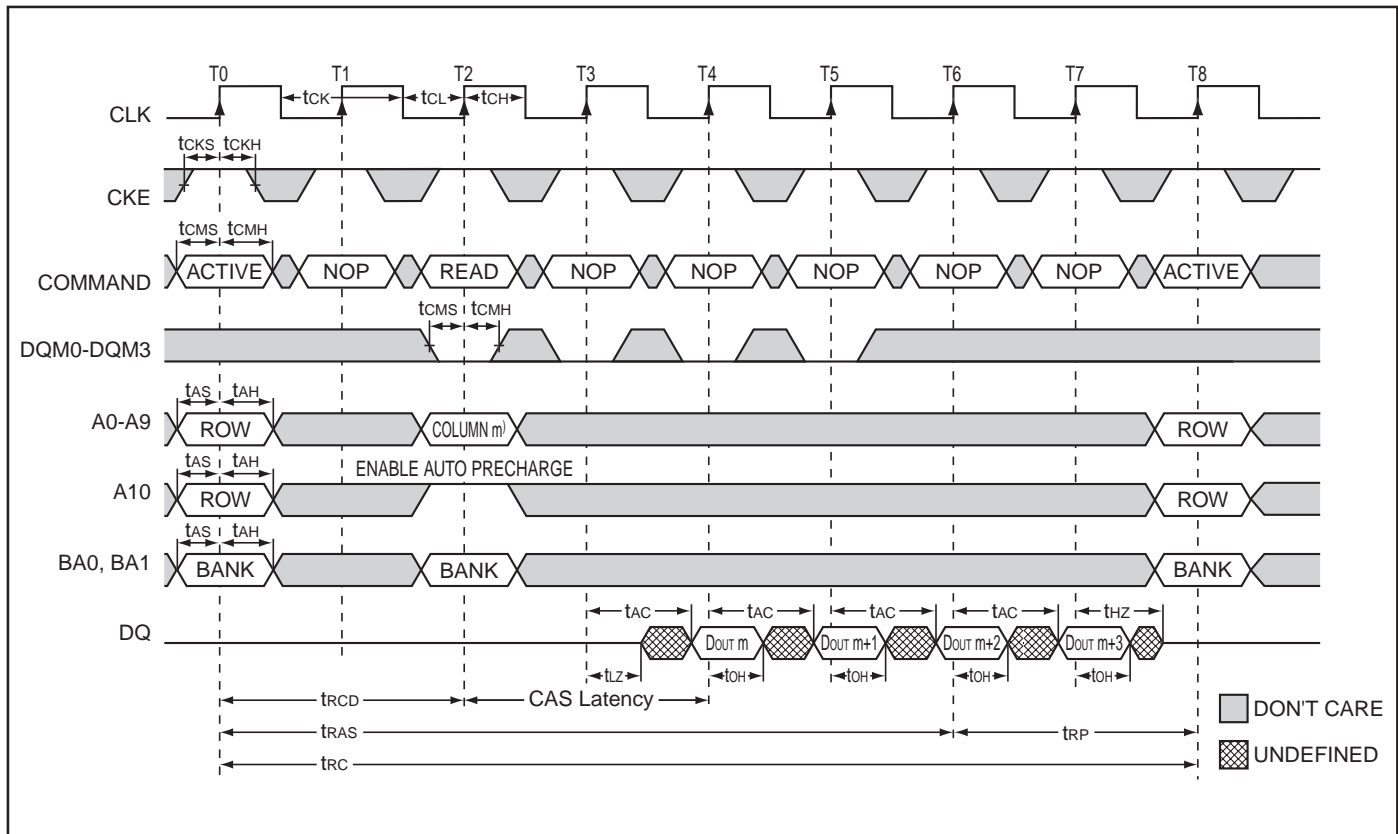 T0 T1 T2 T3 T4 T5 T6 T7 T8
tCK tCL tCH
CLK
tCKS tCKH
CKE
tCMS tCMH
COMMAND ACTIVE NOP READ NOP NOP NOP NOP NOP ACTIVE
tCMS tCMH
DQM0-DQM3
tAS tAH
A0-A9 ROW COLUMN m) ROW
tAS tAH ENABLE AUTO PRECHARGE
A10 ROW ROW
tAS tAH
BA0, BA1 BANK BANK BANK
tAC tAC tAC tAC tHZ
DQ DOUT m DOUT m+1 DOUT m+2 DOUT m+3
tLZ tOH tOH tOH tOH
tRCD CAS Latency
DON'T CARE
tRAS tRP
UNDEFINED
tRC